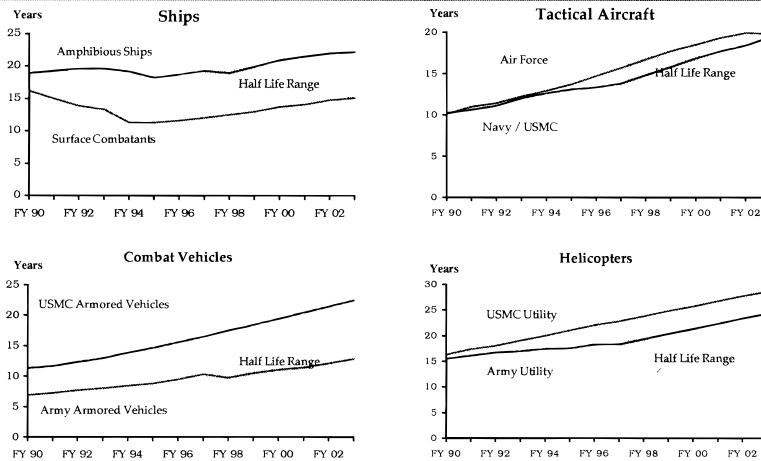 Ships
Years
25
20
15
10
5
0
Amphibious Ships
Half Life Range
Surface Combatants
FY 90 FY 92 FY 94 FY 96 FY 98 FY 00 FY 02
Tactical Aircraft
Years
20
15
10
5
0
Air Force
Half Life Range
Navy / USMC
FY 90 FY 92 FY 94 FY 96 FY 98 FY 00 FY 02
Combat Vehicles
Years
25
20
15
10
5
0
USMC Armored Vehicles
Half Life Range
Army Armored Vehicles
FY 90 FY 92 FY 94 FY 96 FY 98 FY 00 FY 02
Helicopters
Years
30
25
20
15
10
5
0
USMC Utility
Half Life Range
Army Utility
FY 90 FY 92 FY 94 FY 96 FY 98 FY 00 FY 02